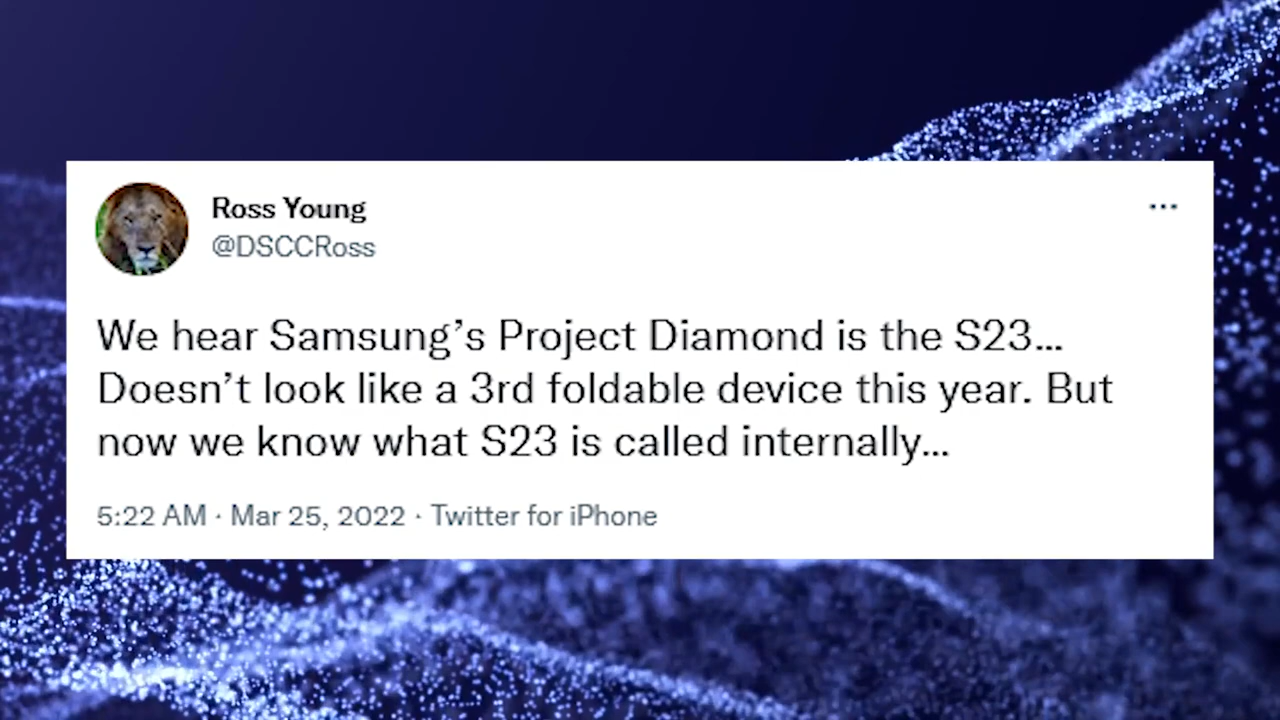 Ross Young
@DSCCRoss
...
We hear Samsung’s Project Diamond is the S23...
Doesn’t look like a 3rd foldable device this year. But
now we know what S23 is called internally...
5:22 AM · Mar 25, 2022 · Twitter for iPhone